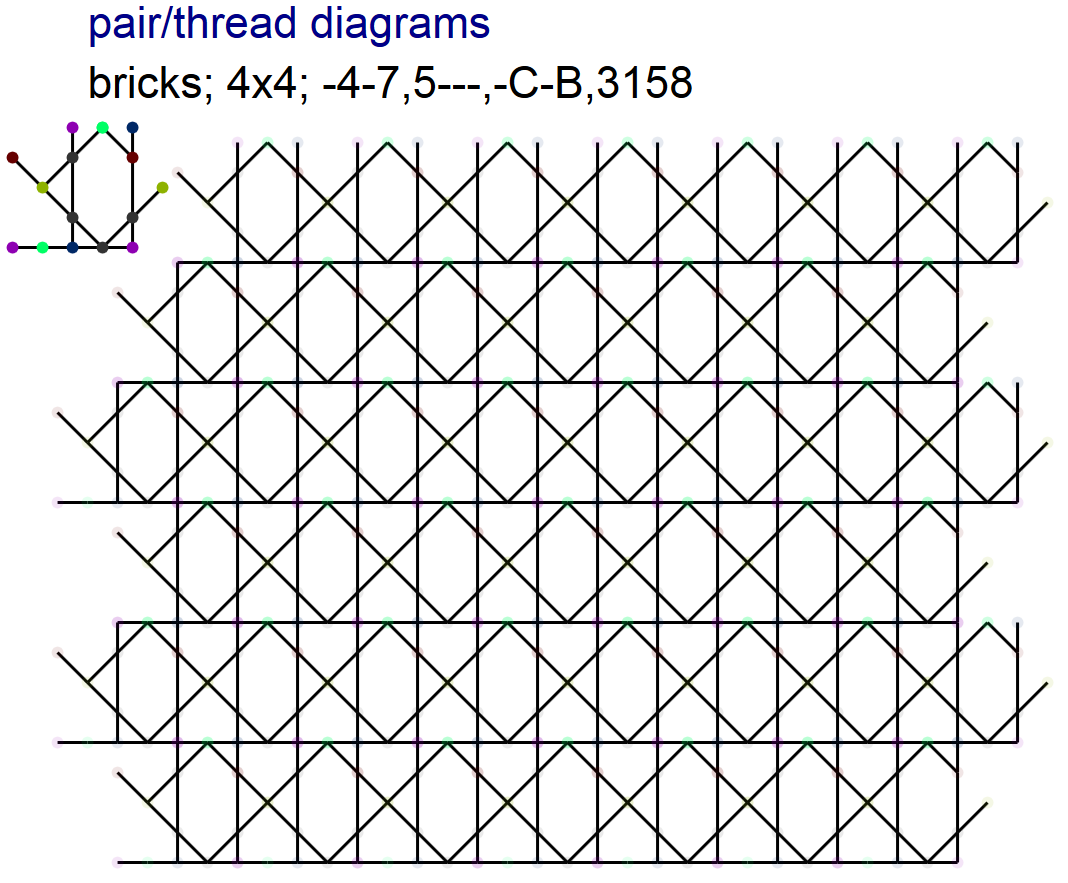 pair/thread diagrams
bricks; 4x4; -4-7,5---,-C-B,3158